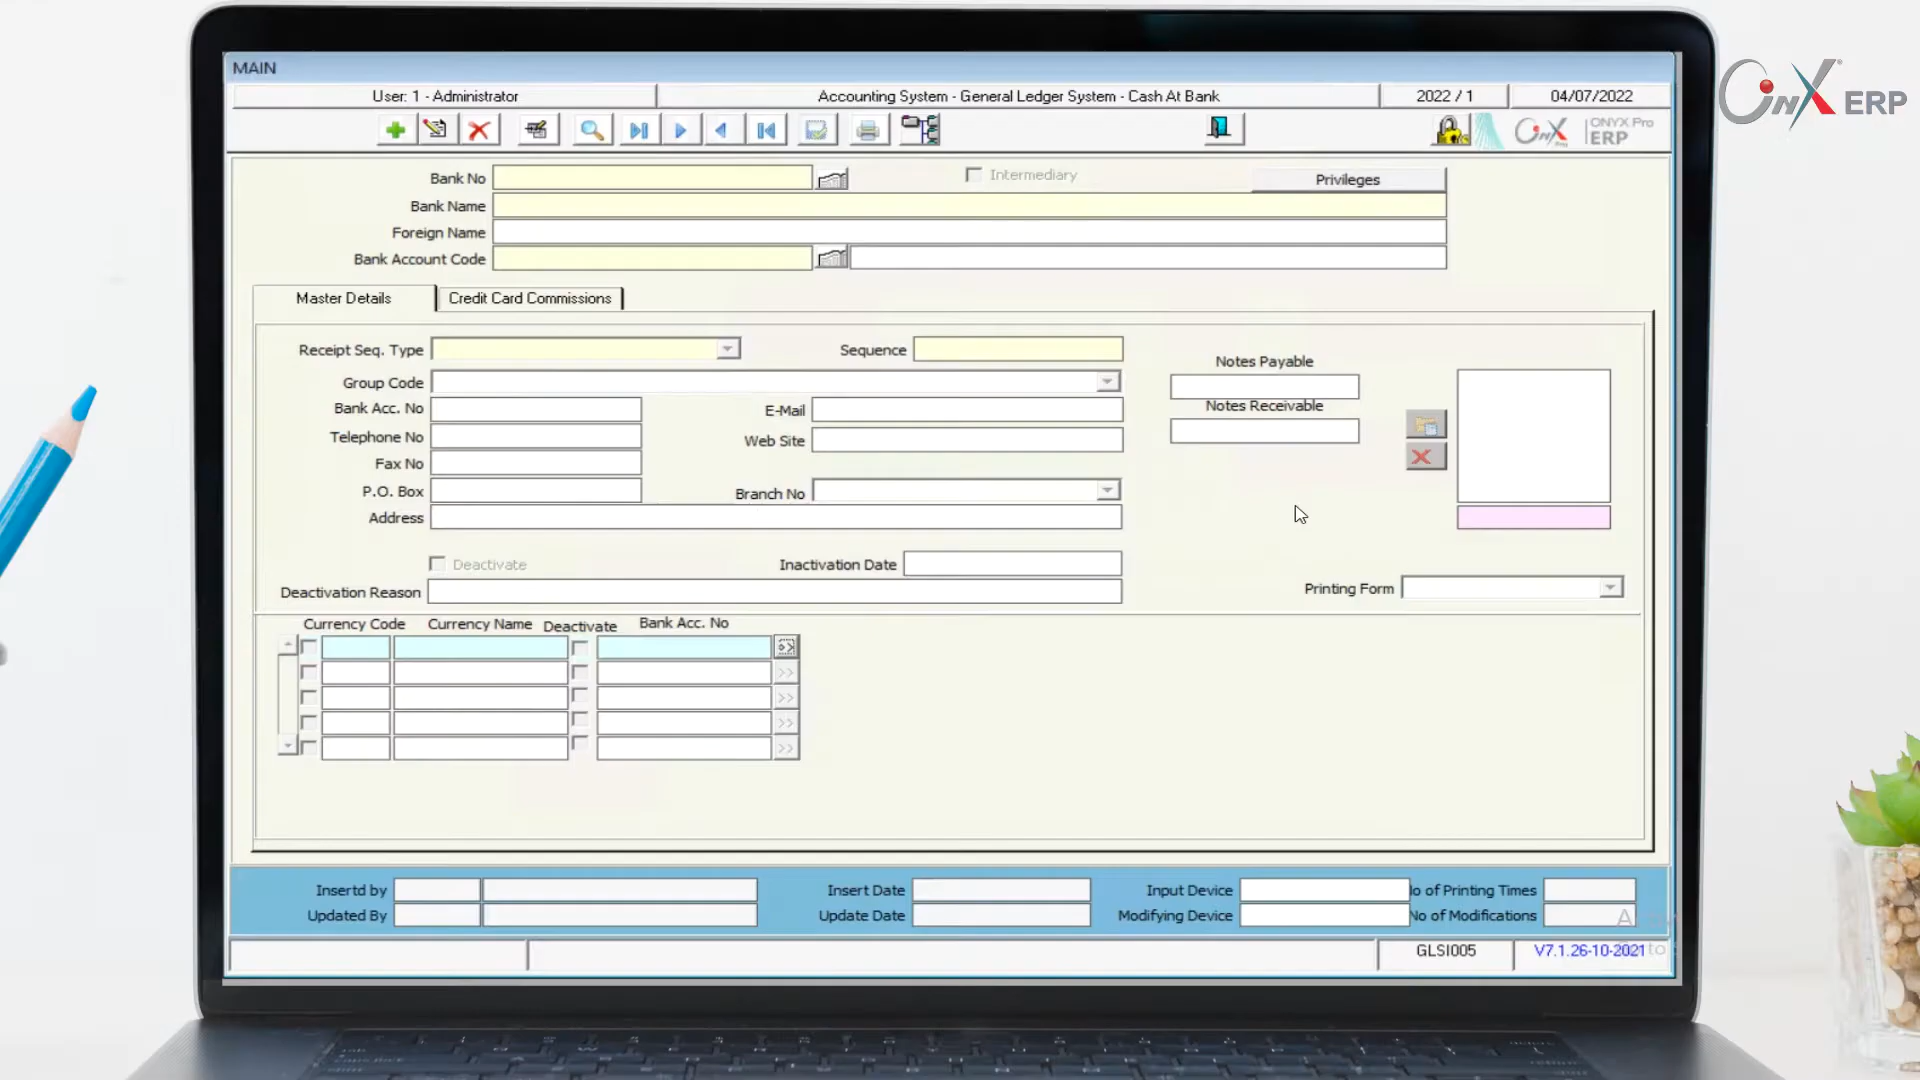 MAIN
User: 1 - Administrator
Accounting System - General Ledger System - Cash At Bank
2022 / 1
04/07/2022
OnX ERP
OnX
ONYX Pro
ERP
Bank No
Intermediary
Privileges
Bank Name
Foreign Name
Bank Account Code
Master Details
Credit Card Commissions
Receipt Seq. Type
Sequence
Notes Payable
Group Code
Bank Acc. No
E-Mail
Notes Receivable
Telephone No
Web Site
Fax No
P.O. Box
Branch No
Address
Deactivate
Inactivation Date
Deactivation Reason
Printing Form
Currency Code
Currency Name
Deactivate
Bank Acc. No
>>
>>
>>
>>
>>
Insertd by
Insert Date
Input Device
lo of Printing Times
Updated By
Update Date
Modifying Device
No of Modifications
GLSI005
V7.1.26-10-2021